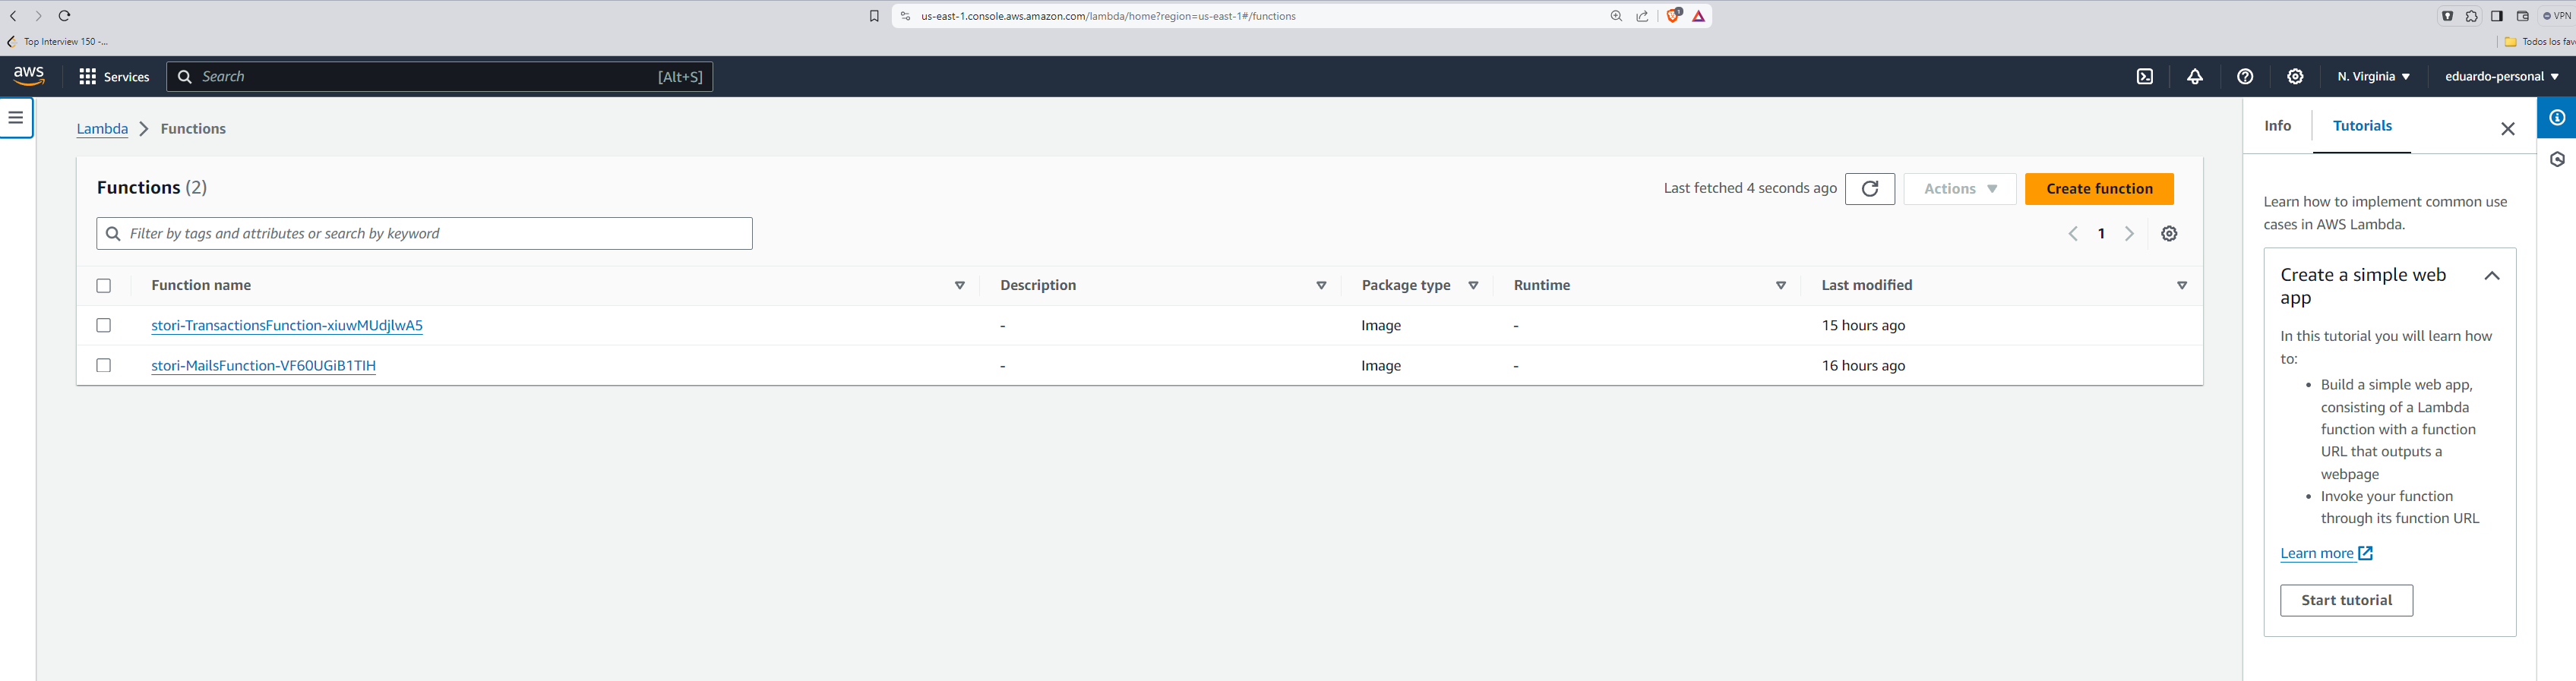 us-east-1.console.aws.amazon.com/lambda/home?region=us-east-1#/functions
1
VPN
Top Interview 150 -...
Todos los fav
aws
Services
Search
[Alt+S]
N. Virginia
eduardo-personal
Lambda
Functions
Info
Tutorials
Functions (2)
Last fetched 4 seconds ago
Actions
Create function
Filter by tags and attributes or search by keyword
1
Function name
Description
Package type
Runtime
Last modified
stori-TransactionsFunction-xiuwMUdjlwA5
-
Image
-
15 hours ago
stori-MailsFunction-VF60UGiB1TIH
-
Image
-
16 hours ago
Learn how to implement common use
cases in AWS Lambda.
Create a simple web
app
In this tutorial you will learn how
to:
• Build a simple web app,
consisting of a Lambda
function with a function
URL that outputs a
webpage
• Invoke your function
through its function URL
Learn more
Start tutorial